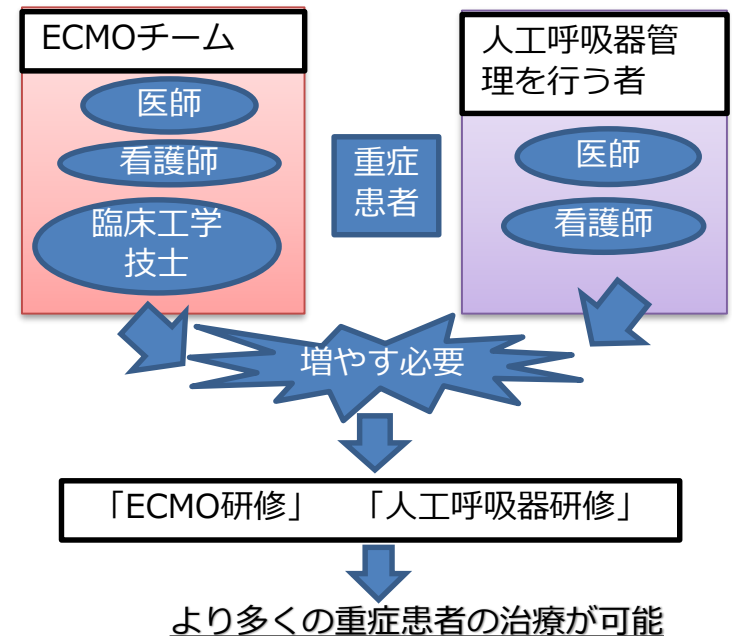 ECMOチーム
医師
看護師
臨床工学
技士
重症
患者
人工呼吸器管
理を行う者
医師
看護師
増やす必要
「ECMO研修」　「人工呼吸器研修」
より多くの重症患者の治療が可能